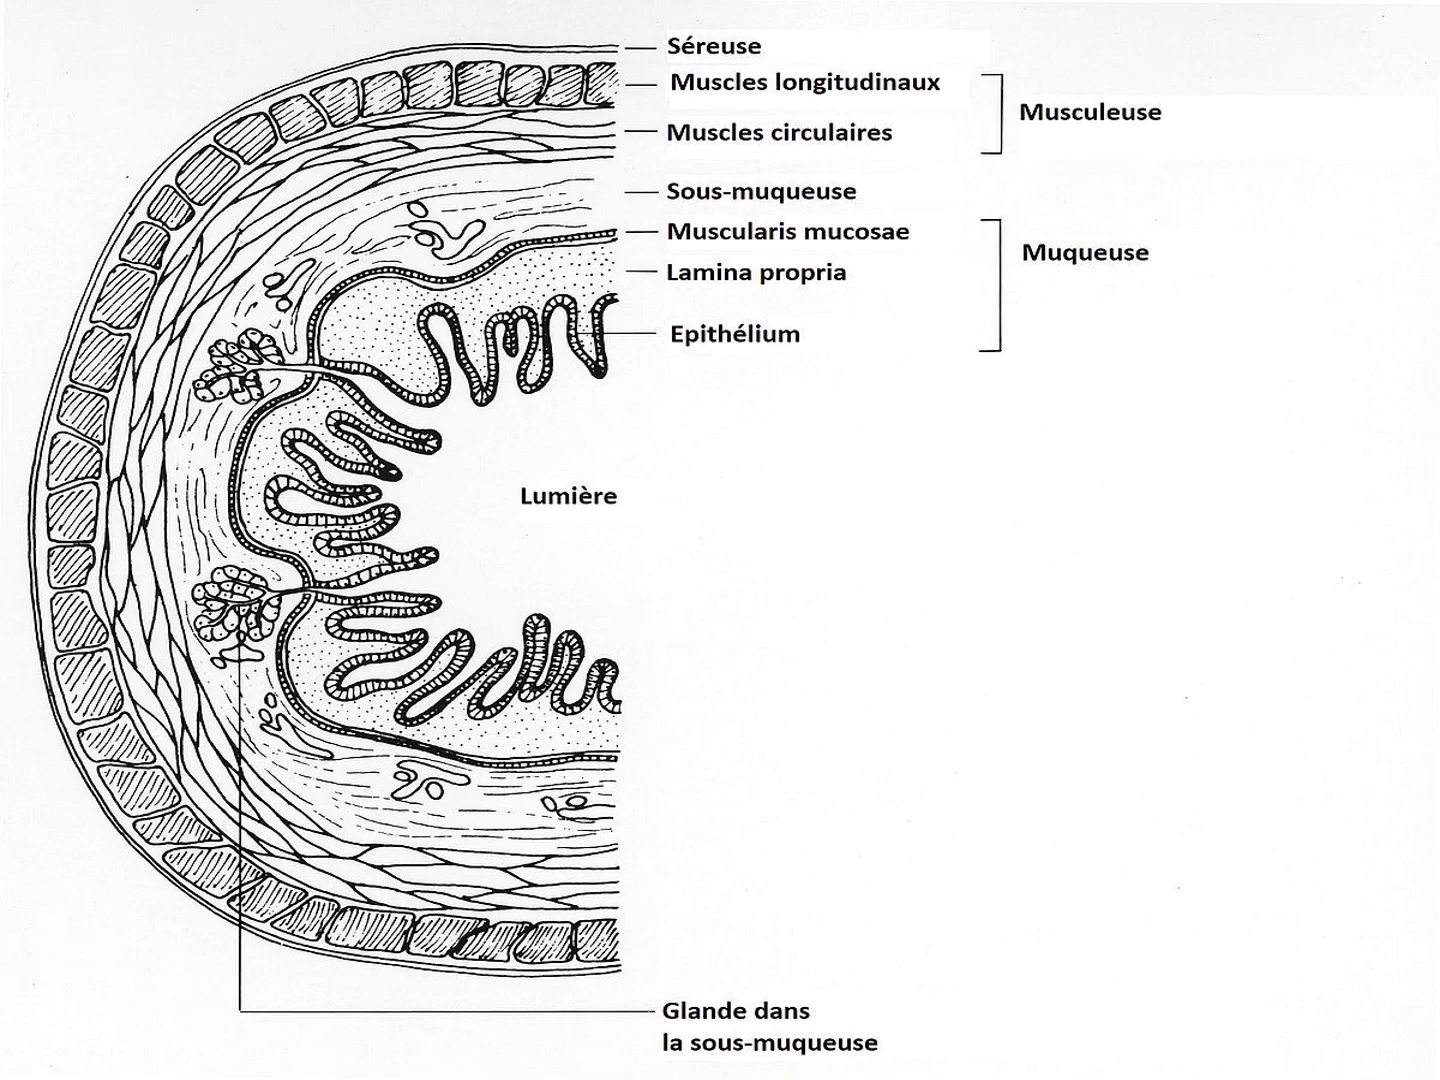 Séreuse
Muscles longitudinaux
Musculeuse
Muscles circulaires
Sous-muqueuse
Muscularis mucosae
Muqueuse
Lamina propria
Epithélium
Lumière
Glande dans
la sous-muqueuse